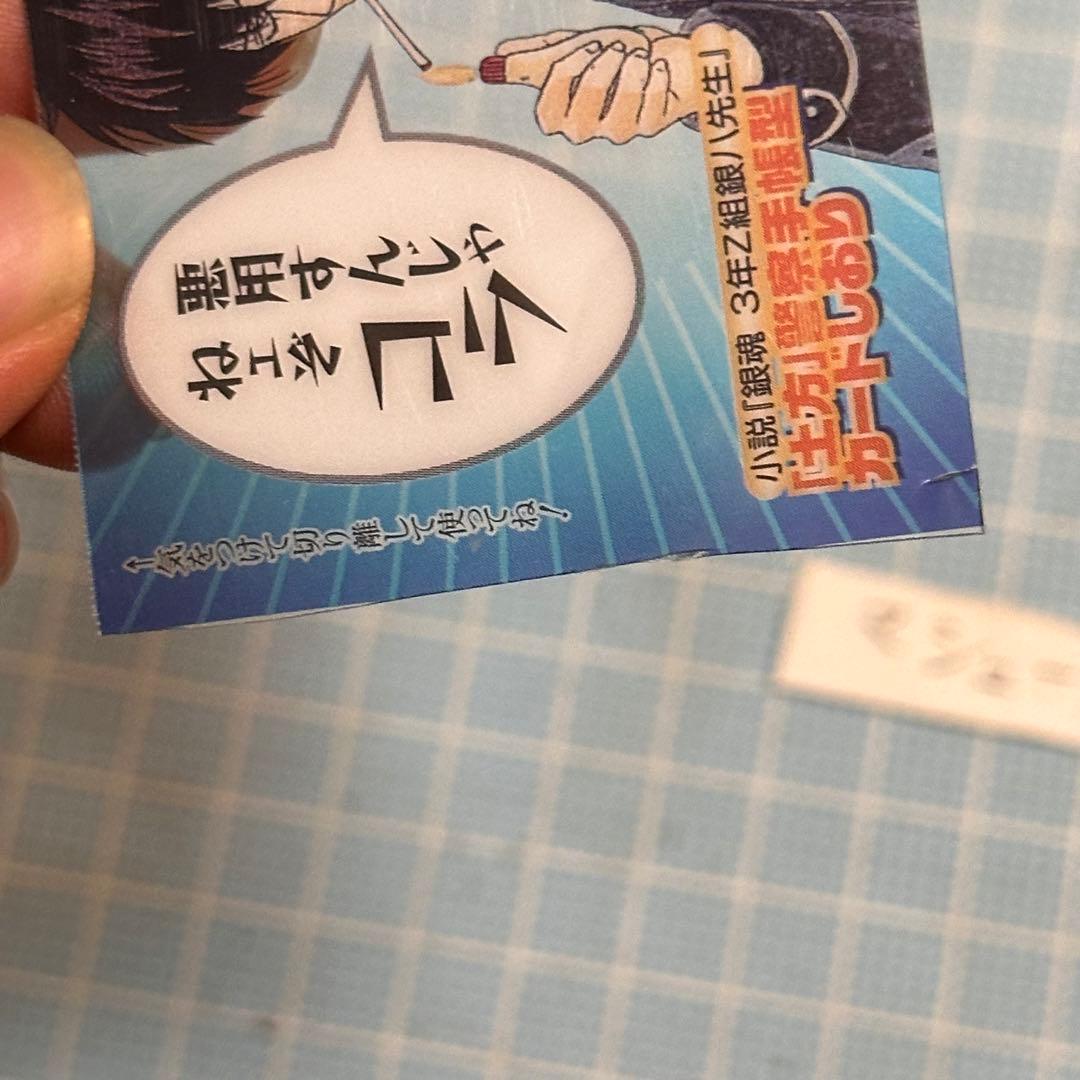 小説『銀魂 3年Z組銀八先生』
「土方」警察手帳型
カードしおり
悪用すんじゃ
ねェぞコラ
↑気をつけて切り離して使ってね!